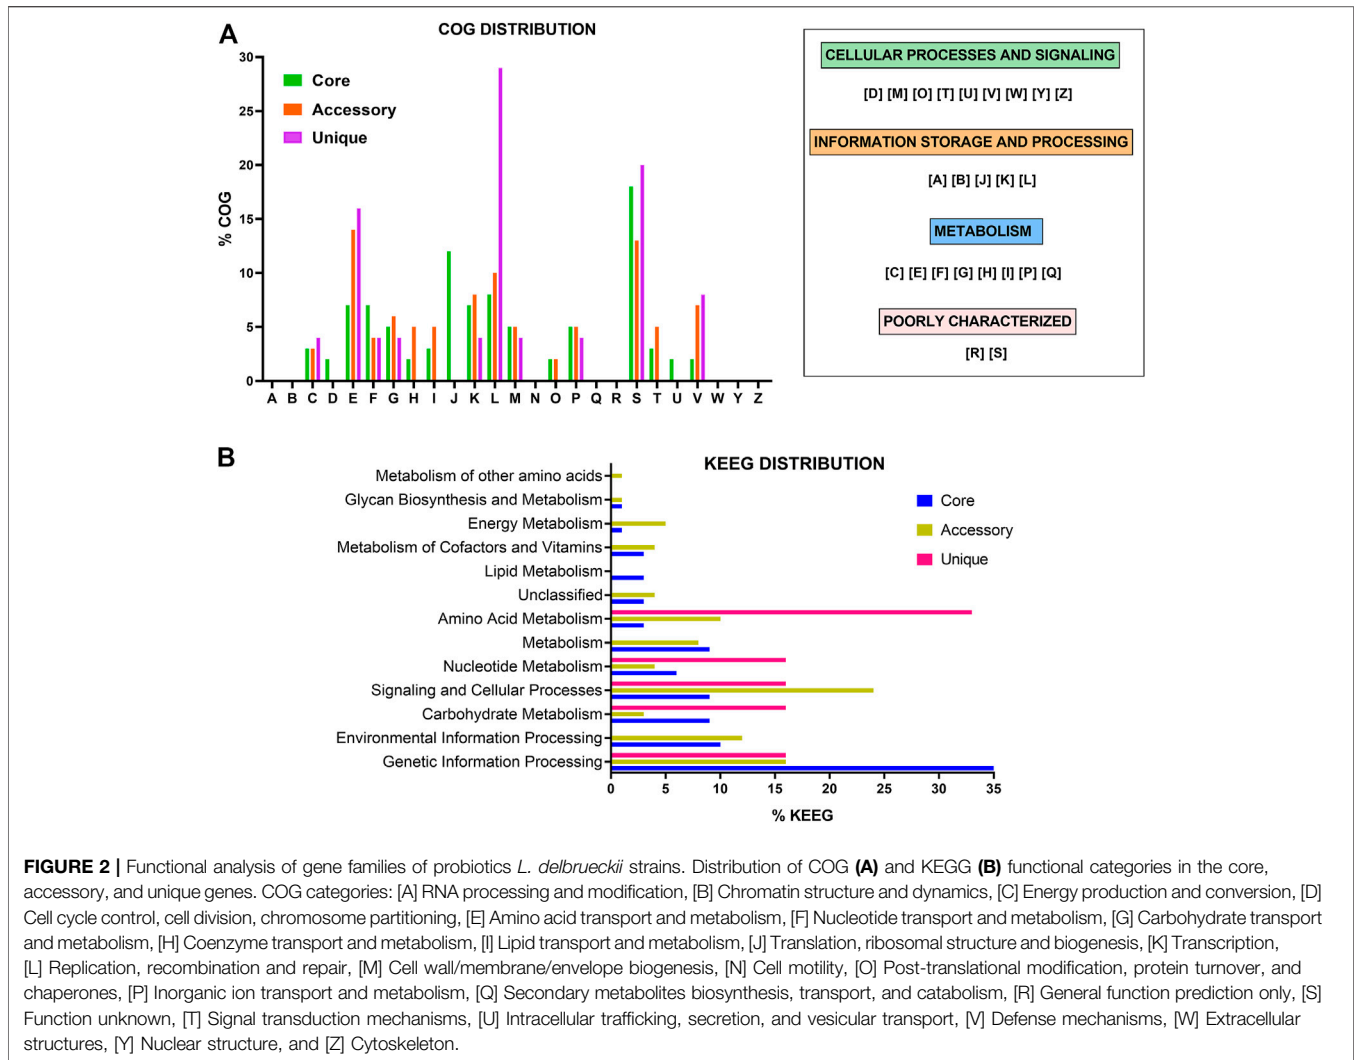 A
COG DISTRIBUTION
% COG
30
25
20
15
10
5
0
Core
Accessory
Unique
A B C D E F G H I J K L M N O P Q R S T U V W Y Z
CELLULAR PROCESSES AND SIGNALING
[D] [M] [O] [T] [U] [V] [W] [Y] [Z]
INFORMATION STORAGE AND PROCESSING
[A] [B] [J] [K] [L]
METABOLISM
[C] [E] [F] [G] [H] [I] [P] [Q]
POORLY CHARACTERIZED
[R] [S]
B
KEEG DISTRIBUTION
Metabolism of other amino acids
Glycan Biosynthesis and Metabolism
Energy Metabolism
Metabolism of Cofactors and Vitamins
Lipid Metabolism
Unclassified
Amino Acid Metabolism
Metabolism
Nucleotide Metabolism
Signaling and Cellular Processes
Carbohydrate Metabolism
Environmental Information Processing
Genetic Information Processing
Core
Accessory
Unique
0 5 10 15 20 25 30 35
% KEEG
FIGURE 2 | Functional analysis of gene families of probiotics L. delbrueckii strains. Distribution of COG (A) and KEGG (B) functional categories in the core,
accessory, and unique genes. COG categories: [A] RNA processing and modification, [B] Chromatin structure and dynamics, [C] Energy production and conversion, [D]
Cell cycle control, cell division, chromosome partitioning, [E] Amino acid transport and metabolism, [F] Nucleotide transport and metabolism, [G] Carbohydrate transport
and metabolism, [H] Coenzyme transport and metabolism, [I] Lipid transport and metabolism, [J] Translation, ribosomal structure and biogenesis, [K] Transcription,
[L] Replication, recombination and repair, [M] Cell wall/membrane/envelope biogenesis, [N] Cell motility, [O] Post-translational modification, protein turnover, and
chaperones, [P] Inorganic ion transport and metabolism, [Q] Secondary metabolites biosynthesis, transport, and catabolism, [R] General function prediction only, [S]
Function unknown, [T] Signal transduction mechanisms, [U] Intracellular trafficking, secretion, and vesicular transport, [V] Defense mechanisms, [W] Extracellular
structures, [Y] Nuclear structure, and [Z] Cytoskeleton.